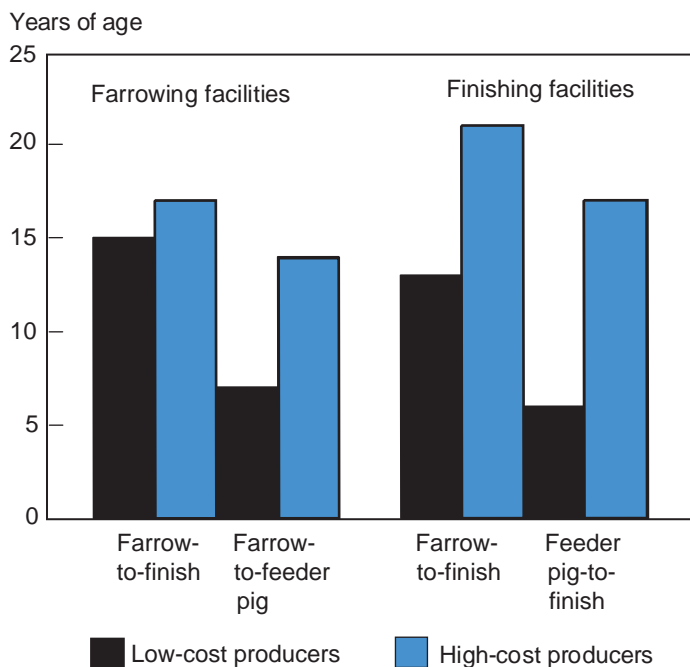 Years of age
25
Farrowing facilities
Finishing facilities
20
15
10
5
0
Farrow-
to-finish
Farrow-
to-feeder
pig
Farrow-
to-finish
Feeder
pig-to-
finish
Low-cost producers
High-cost producers